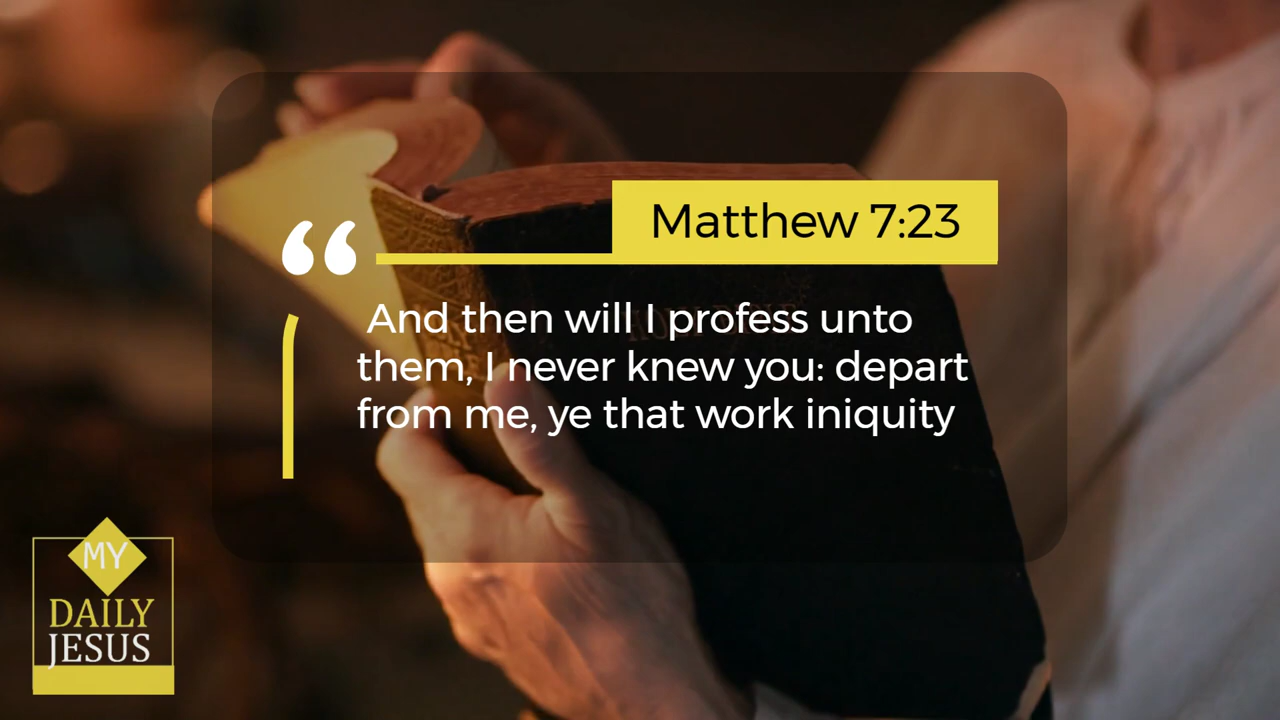 Matthew 7:23
“
And then will I profess unto
them, I never knew you: depart
from me, ye that work iniquity
MY
DAILY
JESUS